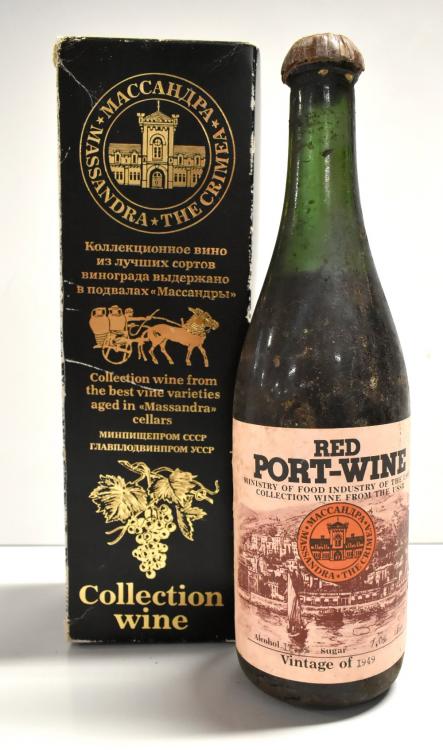 МАССАНДРА
MASSANDRA ★ THE CRIMEA ★
Коллекционное вино
из лучших сортов
винограда выдержано
в подвалах «Массандры»
Collection wine from
the best vine varieties
aged in «Massandra»
cellars
МИНПИЩЕПРОМ СССР
ГЛАВПЛОДВИНПРОМ УССР
Collection
wine
RED
PORT-WINE
MINISTRY OF FOOD INDUSTRY OF THE
COLLECTION WINE FROM THE USSR
МАССАНДРА
MASSANDRA ★ THE CRIMEA
Alcohol Sugar
Vintage of 1949